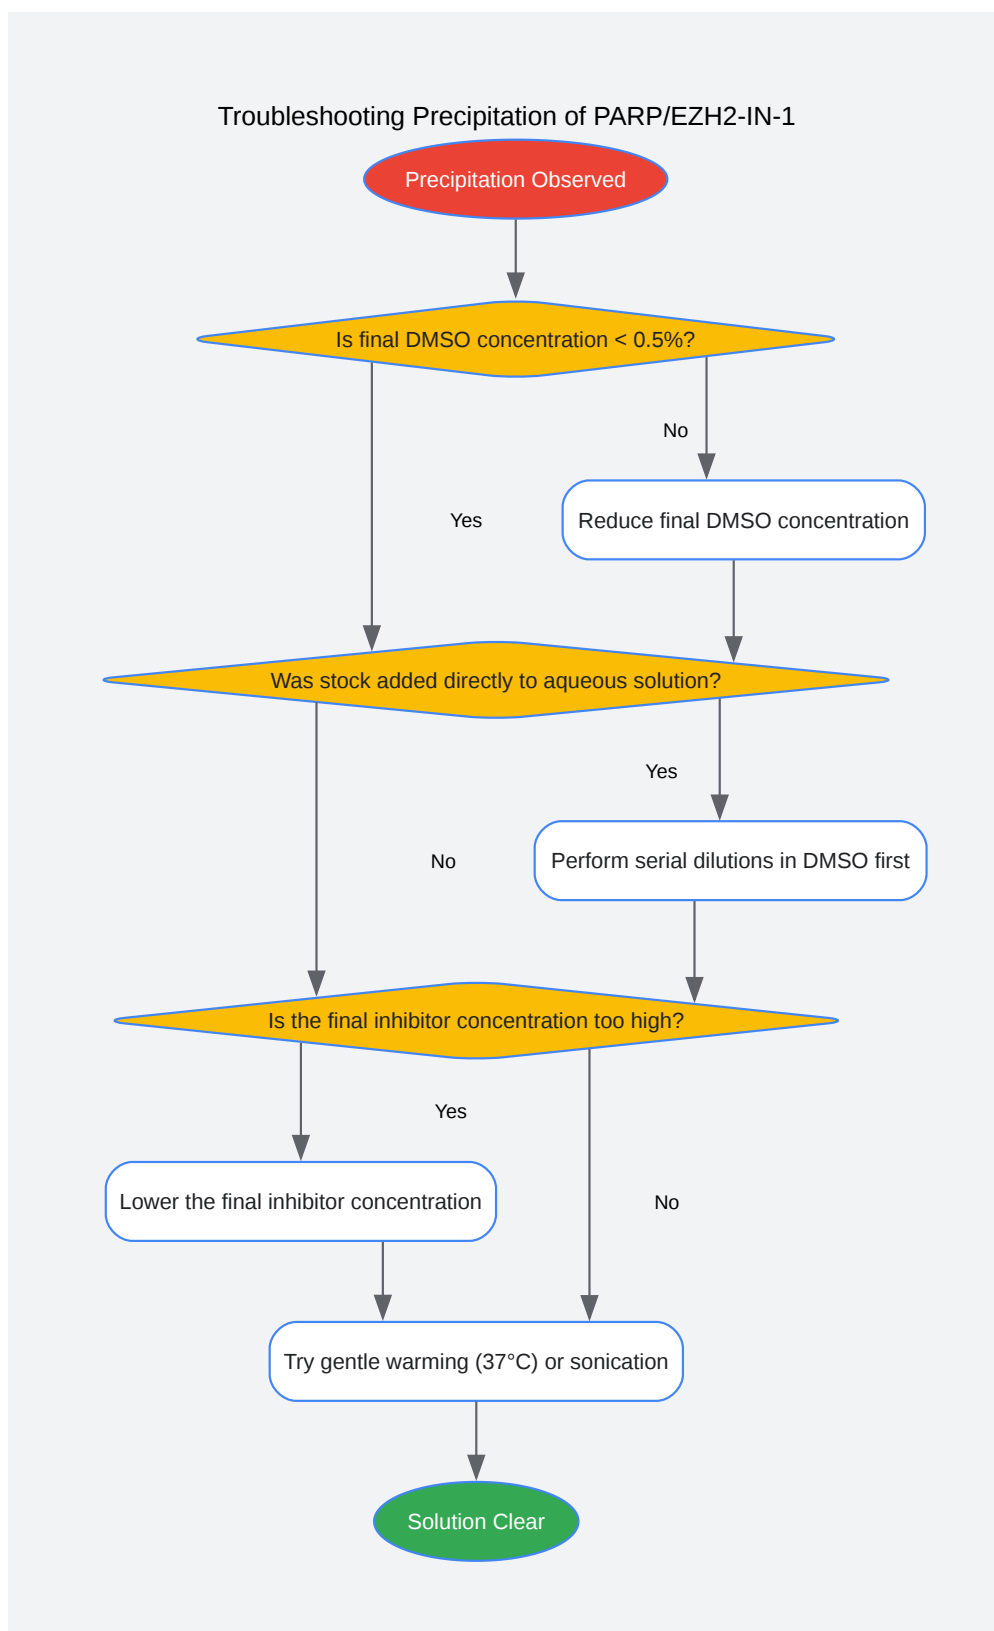 Troubleshooting Precipitation of PARP/EZH2-IN-1
Precipitation Observed
Is final DMSO concentration < 0.5%?
No
Yes
Reduce final DMSO concentration
Was stock added directly to aqueous solution?
Yes
No
Perform serial dilutions in DMSO first
Is the final inhibitor concentration too high?
Yes
Lower the final inhibitor concentration
No
Try gentle warming (37°C) or sonication
Solution Clear